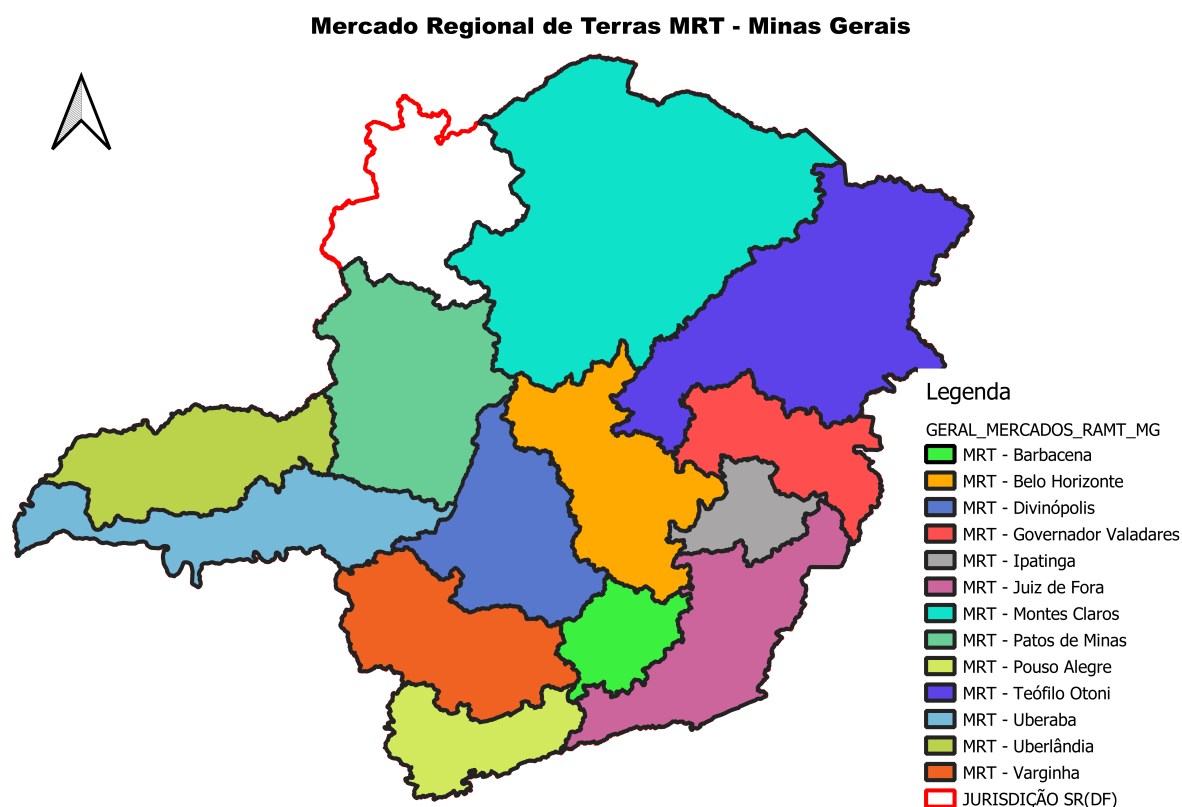 Mercado Regional de Terras MRT - Minas Gerais
Legenda
GERAL_MERCADOS_RAMT_MG
MRT - Barbacena
MRT - Belo Horizonte
MRT - Divinópolis
MRT - Governador Valadares
MRT - Ipatinga
MRT - Juiz de Fora
MRT - Montes Claros
MRT - Patos de Minas
MRT - Pouso Alegre
MRT - Teófilo Otoni
MRT - Uberaba
MRT - Uberlândia
MRT - Varginha
JURISDIÇÃO SR(DF)